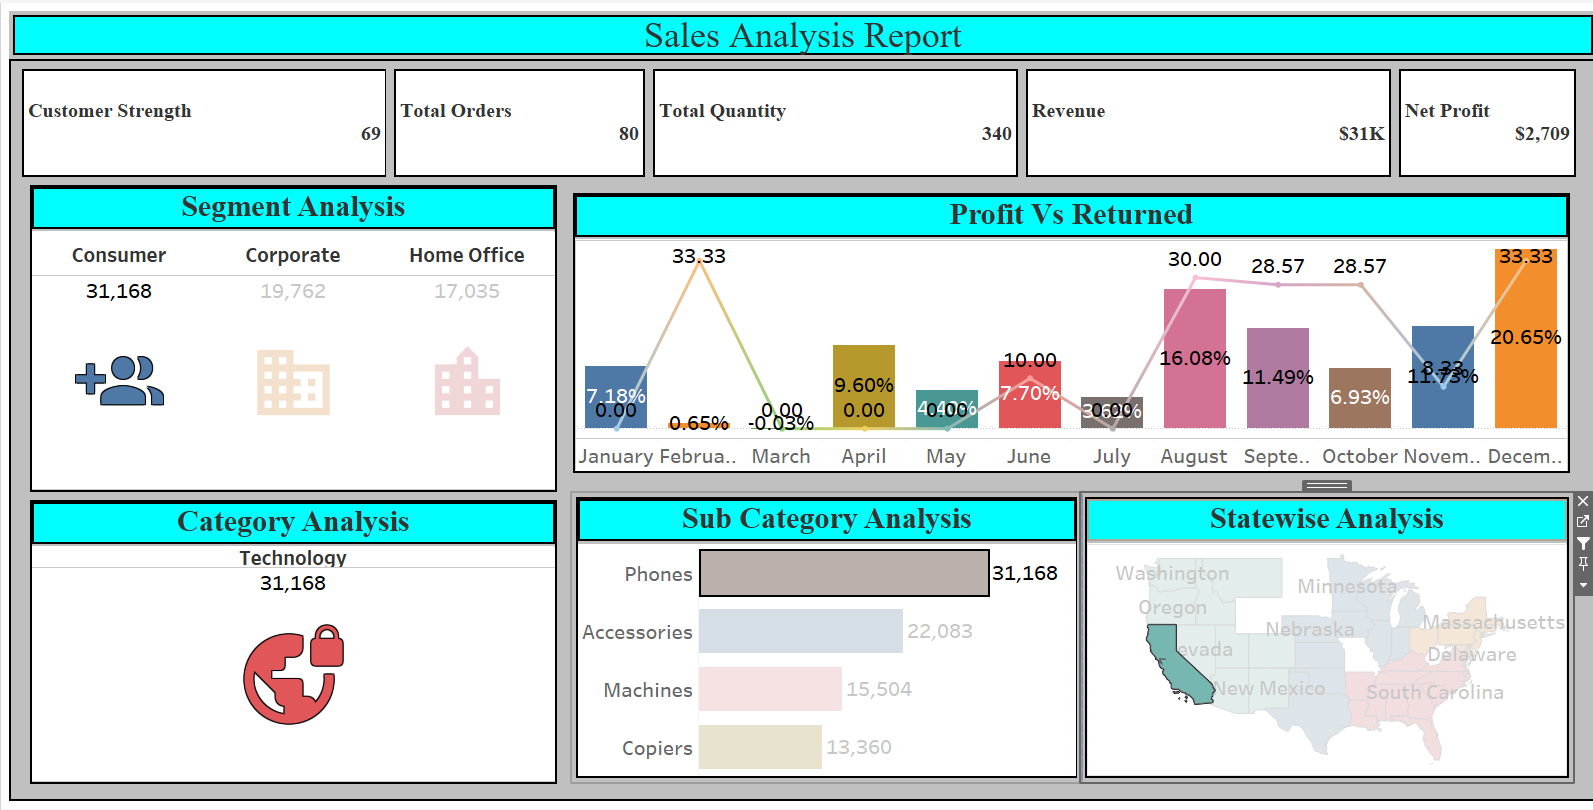 Sales Analysis Report
Customer Strength
69
Total Orders
80
Total Quantity
340
Revenue
$31K
Net Profit
$2,709
Segment Analysis
Consumer Corporate Home Office
31,168 19,762 17,035
Profit Vs Returned
33.33 30.00 28.57 28.57 33.33
20.65%
10.00 16.08% 8.33
9.60% 11.49% 11.73%
7.18% 7.70% 6.93%
0.00 0.00 0.00 0.00 0.00
0.65% -0.03%
January Februa.. March April May June July August Septe.. October Novem.. Decem..
Category Analysis
Technology
31,168
Sub Category Analysis
Phones 31,168
Accessories 22,083
Machines 15,504
Copiers 13,360
Statewise Analysis
Washington
Minnesota
Oregon
Massachusetts
Nebraska
evada
Delaware
New Mexico
South Carolina